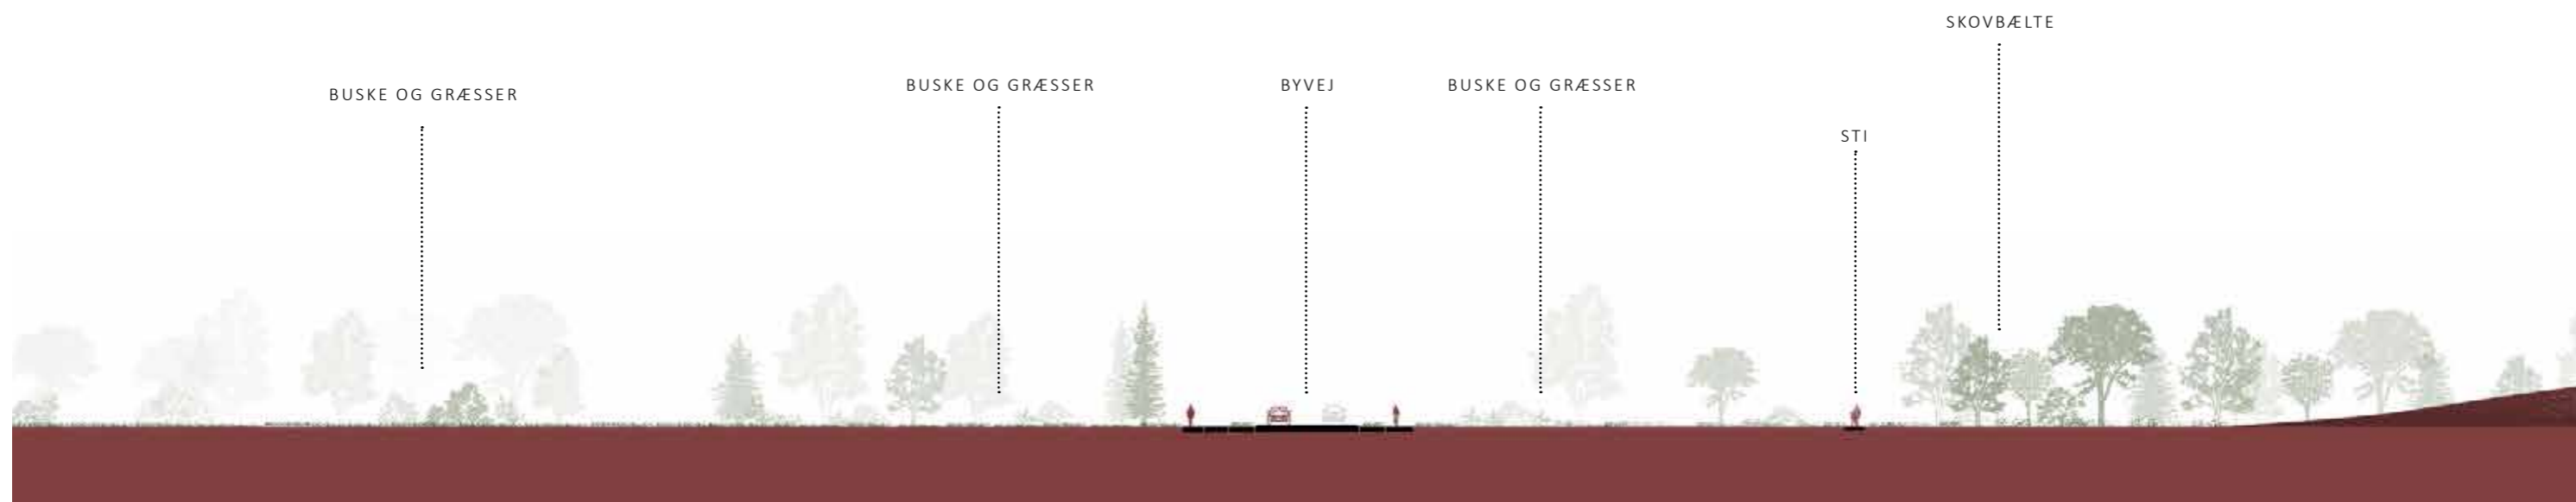 BUSKE OG GRÆSSER
BUSKE OG GRÆSSER
BYVEJ
BUSKE OG GRÆSSER
STI
SKOVBÆLTE